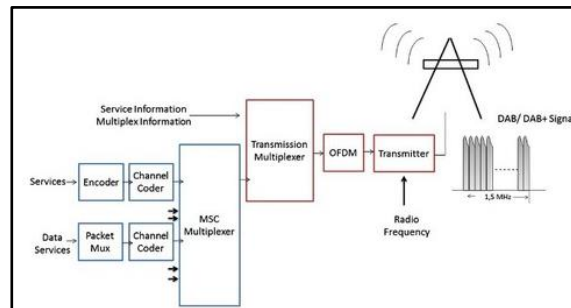 Service Information
Multiplex Information
Transmission
Multiplexer
OFDM
Transmitter
DAB/ DAB+ Signal
1,5 MHz
Radio
Frequency
Services
Encoder
Channel
Coder
MSC
Multiplexer
Data
Services
Packet
Mux
Channel
Coder